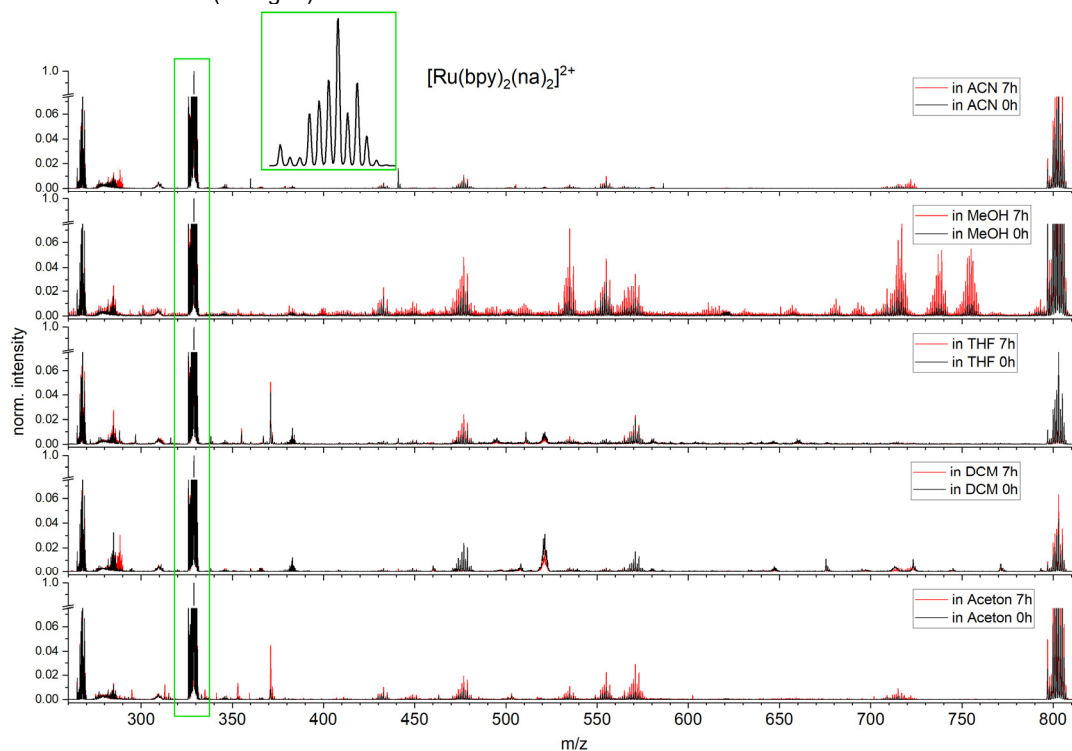 [Ru(bpy)₂(na)₂]²⁺
1.0
0.06
0.04
0.02
0.00
in ACN 7h
in ACN 0h
1.0
0.06
0.04
0.02
0.00
in MeOH 7h
in MeOH 0h
1.0
0.06
0.04
0.02
0.00
in THF 7h
in THF 0h
1.0
0.06
0.04
0.02
0.00
in DCM 7h
in DCM 0h
1.0
0.06
0.04
0.02
0.00
in Aceton 7h
in Aceton 0h
norm. intensity
300 350 400 450 500 550 600 650 700 750 800
m/z